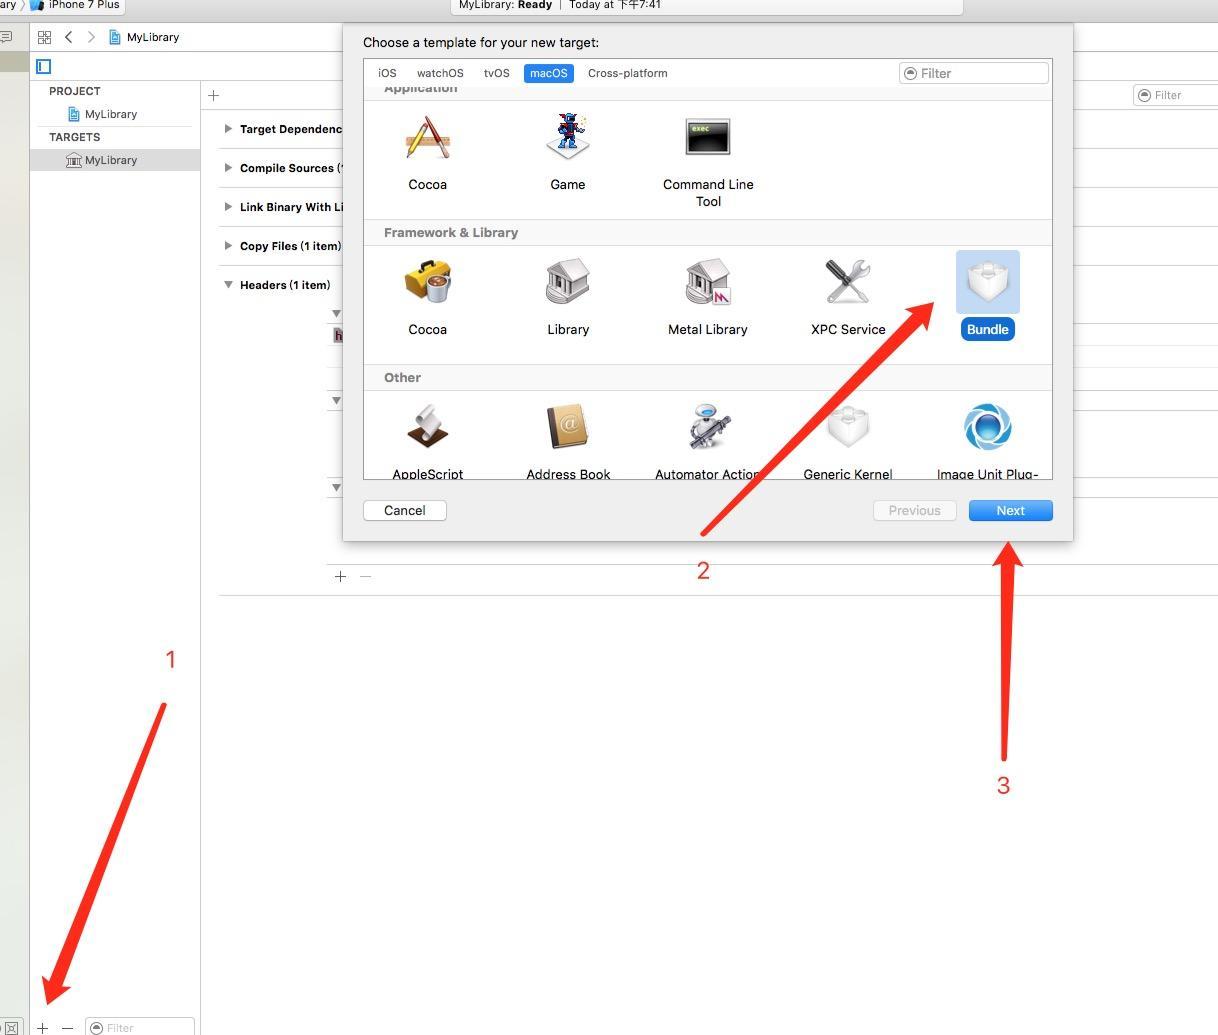 ary
iPhone 7 Plus
MyLibrary: Ready
Today at 下午7:41
MyLibrary
Choose a template for your new target:
iOS
watchOS
tvOS
macOS
Cross-platform
Filter
PROJECT
MyLibrary
TARGETS
MyLibrary
Filter
Target Dependenc
Compile Sources (
Link Binary With Li
Copy Files (1 item)
Headers (1 item)
Application
Cocoa
Game
Command Line
Tool
Framework & Library
Cocoa
Library
Metal Library
XPC Service
Bundle
Other
AppleScript
Address Book
Automator Action
Generic Kernel
Image Unit Plug-
exec
Cancel
Previous
Next
1
2
3
Filter